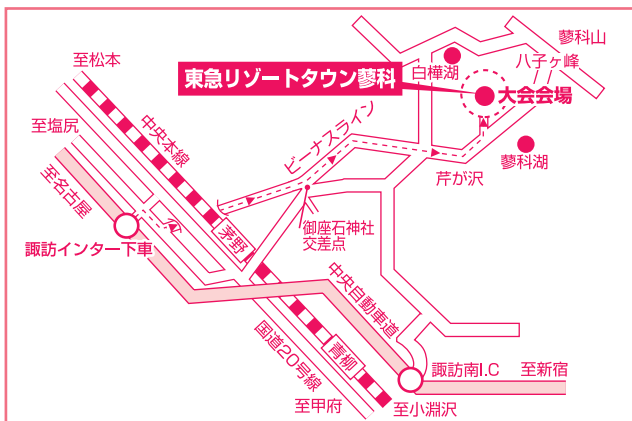 蓼科山
八子ヶ峰
至松本
白樺湖
東急リゾートタウン蓼科
大会会場
至塩尻
中央本線
ビーナスライン
蓼科湖
芹が沢
至名古屋
御座石神社
交差点
茅野
諏訪インター下車
中央自動車道
国道20号線
青柳
諏訪南I.C
至新宿
至甲府
至小淵沢